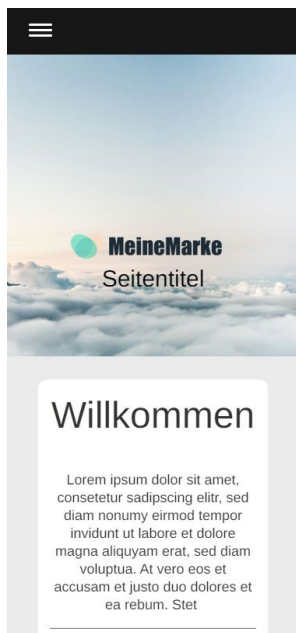 MeineMarke
Seitentitel
Willkommen
Lorem ipsum dolor sit amet,
consetetur sadipscing elitr, sed
diam nonumy eirmod tempor
invidunt ut labore et dolore
magna aliquyam erat, sed diam
voluptua. At vero eos et
accusam et justo duo dolores et
ea rebum. Stet